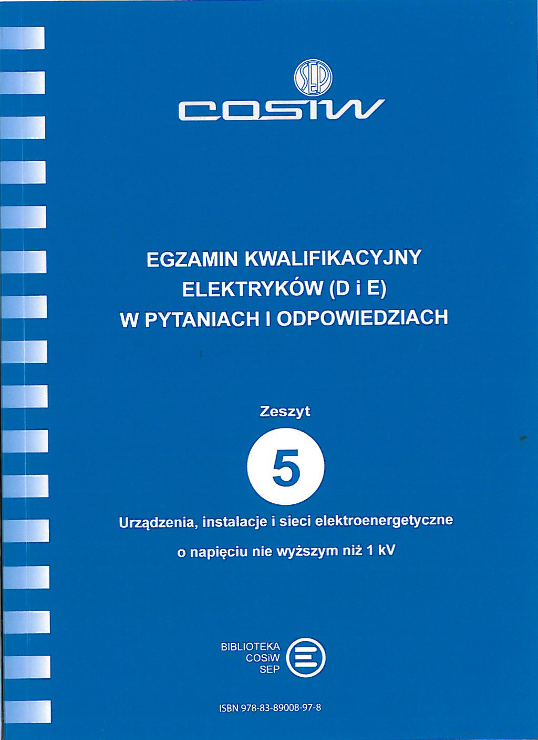 SEP
COSIW
EGZAMIN KWALIFIKACYJNY
ELEKTRYKÓW (D i E)
W PYTANIACH I ODPOWIEDZIACH
Zeszyt
5
Urządzenia, instalacje i sieci elektroenergetyczne
o napięciu nie wyższym niż 1 kV
BIBLIOTEKA
COSiW
SEP
ISBN 978-83-89008-97-8